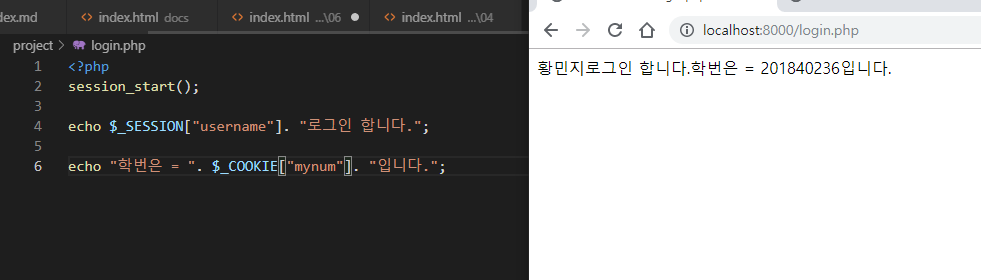 dex.md
index.html docs
index.html ...\06
index.html ...\04
project > login.php
1 <?php
2 session_start();
3
4 echo $_SESSION["username"]. "로그인 합니다.";
5
6 echo "학번은 = ". $_COOKIE["mynum"]. "입니다.";
localhost:8000/login.php
황민지로그인 합니다.학번은 = 201840236입니다.